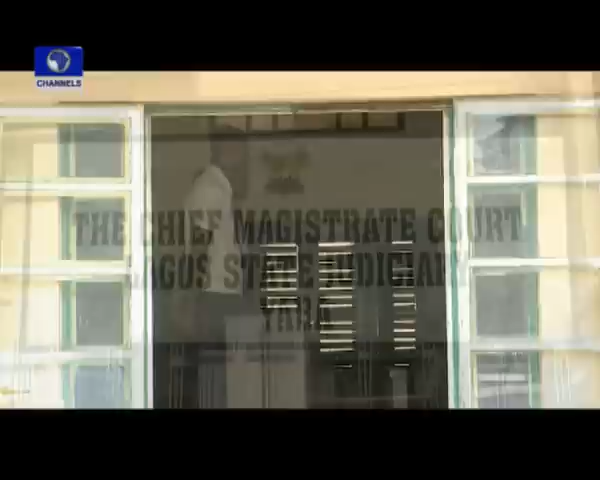 CHANNELS
THE CHIEF MAGISTRATE COURT
LAGOS STATE JUDICIARY
YABA